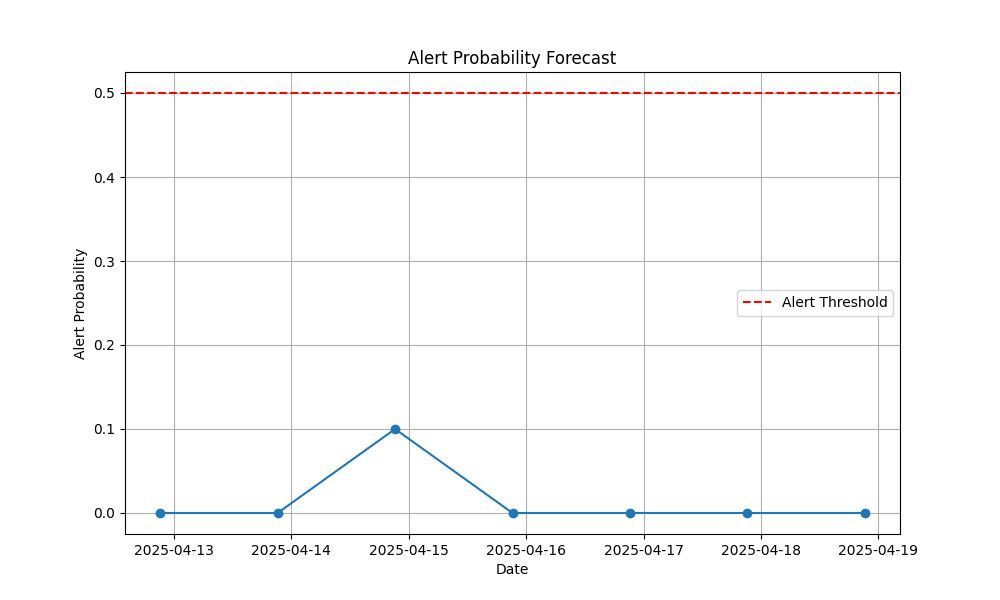 Alert Probability Forecast
0.5
0.4
0.3
0.2
0.1
0.0
Alert Probability
Alert Threshold
2025-04-13 2025-04-14 2025-04-15 2025-04-16 2025-04-17 2025-04-18 2025-04-19
Date